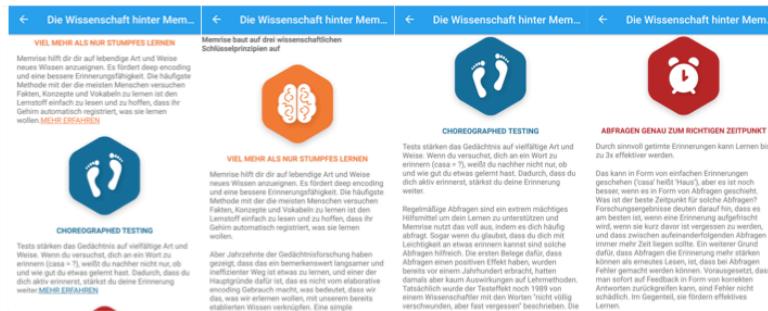 Die Wissenschaft hinter Mem...
VIEL MEHR ALS NUR STUMPFES LERNEN
Memrise hilft dir dir auf lebendige Art und Weise
neues Wissen anzueignen. Es fördert deep encoding
und eine bessere Erinnerungsfähigkeit. Die häufigste
Methode mit der die meisten Menschen versuchen
Fakten, Konzepte und Vokabeln zu lernen ist den
Lernstoff einfach zu lesen und zu hoffen, dass ihr
Gehirn automatisch registriert, was sie lernen
wollen.MEHR ERFAHREN
CHOREOGRAPHED TESTING
Tests stärken das Gedächtnis auf vielfältige Art und
Weise. Wenn du versuchst, dich an ein Wort zu
erinnern (casa = ?), weißt du nachher nicht nur, ob
und wie gut du etwas gelernt hast. Dadurch, dass du
dich aktiv erinnerst, stärkst du deine Erinnerung
weiter.MEHR ERFAHREN
Die Wissenschaft hinter Mem...
Memrise baut auf drei wissenschaftlichen
Schlüsselprinzipien auf
VIEL MEHR ALS NUR STUMPFES LERNEN
Memrise hilft dir dir auf lebendige Art und Weise
neues Wissen anzueignen. Es fördert deep encoding
und eine bessere Erinnerungsfähigkeit. Die häufigste
Methode mit der die meisten Menschen versuchen
Fakten, Konzepte und Vokabeln zu lernen ist den
Lernstoff einfach zu lesen und zu hoffen, dass ihr
Gehirn automatisch registriert, was sie lernen
wollen.
Aber Jahrzehnte der Gedächtnisforschung haben
gezeigt, dass das ein bemerkenswert langsamer und
ineffizienter Weg ist etwas zu lernen, und einer der
Hauptgründe dafür ist, das es nicht vom elaborative
encoding Gebrauch macht, was bedeutet, dass wir
das, was wir erlernen wollen, mit unserem bereits
etablierten Wissen verknüpfen. Eine simple
Die Wissenschaft hinter Mem...
CHOREOGRAPHED TESTING
Tests stärken das Gedächtnis auf vielfältige Art und
Weise. Wenn du versuchst, dich an ein Wort zu
erinnern (casa = ?), weißt du nachher nicht nur, ob
und wie gut du etwas gelernt hast. Dadurch, dass du
dich aktiv erinnerst, stärkst du deine Erinnerung
weiter.
Regelmäßige Abfragen sind ein extrem mächtiges
Hilfsmittel um dein Lernen zu unterstützen und
Memrise nutzt das voll aus, indem es dich häufig
abfragt. Sogar wenn du glaubst, dass du dich mit
Leichtigkeit an etwas erinnern kannst sind solche
Abfragen hilfreich. Die ersten Belege dafür, dass
Abfragen einen positiven Effekt haben, wurden
bereits vor einem Jahrhundert erbracht, hatten
damals aber kaum Auswirkungen auf Lehrmethoden.
Tatsächlich wurde der Testeffekt noch 1989 von
einem Wissenschaftler mit den Worten "nicht völlig
verschwunden, aber fast vergessen" beschrieben. Die
Die Wissenschaft hinter Mem.
ABFRAGEN GENAU ZUM RICHTIGEN ZEITPUNKT
Durch sinnvoll getimte Erinnerungen kann Lernen bis
zu 3x effektiver werden.
Das kann in Form von einfachen Erinnerungen
geschehen ('casa' heißt 'Haus'), aber es ist noch
besser, wenn es in Form von Abfragen geschieht.
Was ist der beste Zeitpunkt für solche Abfragen?
Forschungsergebnisse deuten darauf hin, dass es
am besten ist, wenn eine Erinnerung aufgefrischt
wird, wenn sie kurz davor ist vergessen zu werden,
und dass zwischen aufeinanderfolgenden Abfragen
immer mehr Zeit liegen sollte. Ein weiterer Grund
dafür, dass Abfragen die Erinnerung mehr stärken
können als erneutes Lesen, ist, dass bei Abfragen
Fehler gemacht werden können. Vorausgesetzt, dass
man sofort auf Feedback in Form von korrekten
Antworten zurückgreifen kann, sind Fehler nicht
schädlich. Im Gegenteil, sie fördern effektives
Lernen.